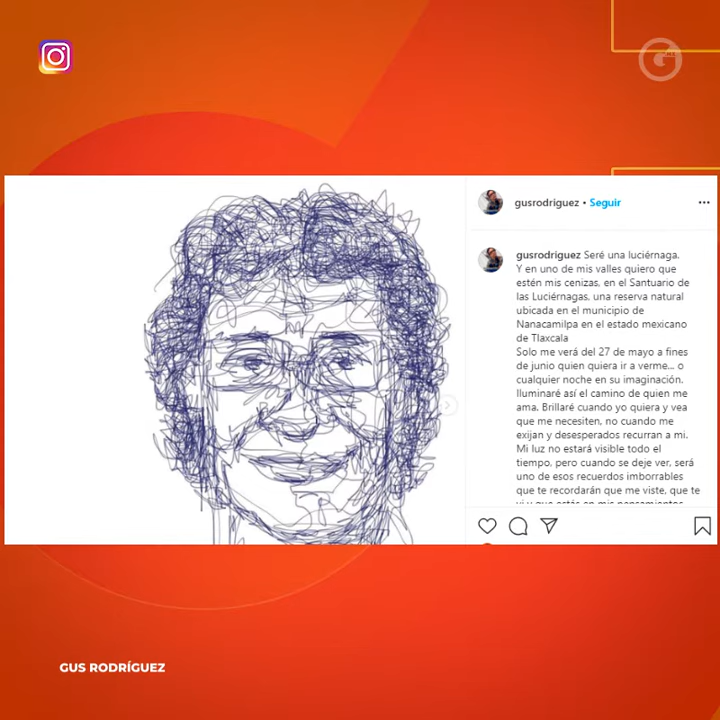 gusrodriguez • Seguir
gusrodriguez Seré una luciérnaga.
Y en uno de mis valles quiero que
estén mis cenizas, en el Santuario de
las Luciérnagas, una reserva natural
ubicada en el municipio de
Nanacamilpa en el estado mexicano
de Tlaxcala
Solo me verá del 27 de mayo a fines
de junio quien quiera ir a verme... o
cualquier noche en su imaginación.
Iluminaré así el camino de quien me
ama. Brillaré cuando yo quiera y vea
que me necesiten, no cuando me
exijan y desesperados recurran a mi.
Mi luz no estará visible todo el
tiempo, pero cuando se deje ver, será
uno de esos recuerdos imborrables
que te recordarán que me viste, que te
GUS RODRÍGUEZ